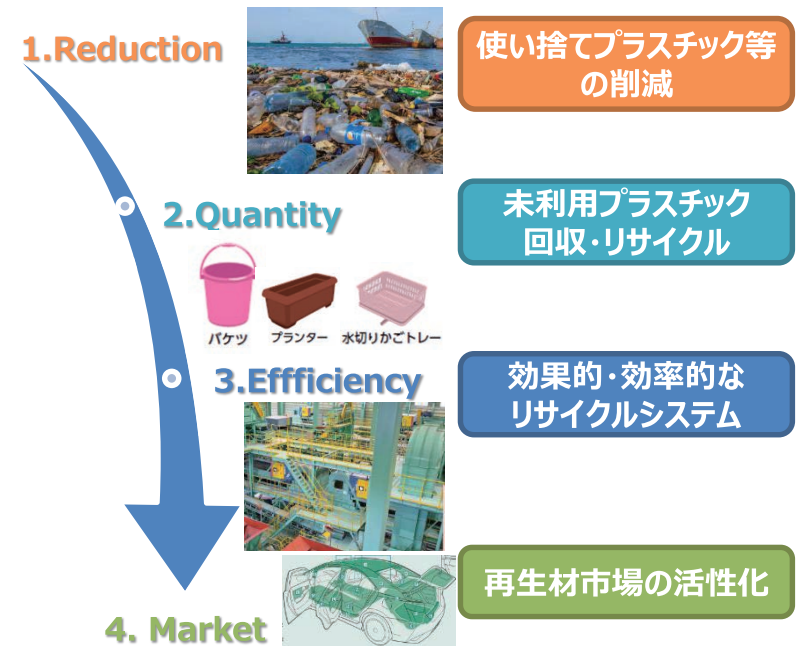 1.Reduction
使い捨てプラスチック等
の削減
2.Quantity
未利用プラスチック
回収・リサイクル
バケツ
プランター
水切りかごトレー
3.Effficiency
効果的・効率的な
リサイクルシステム
4. Market
再生材市場の活性化